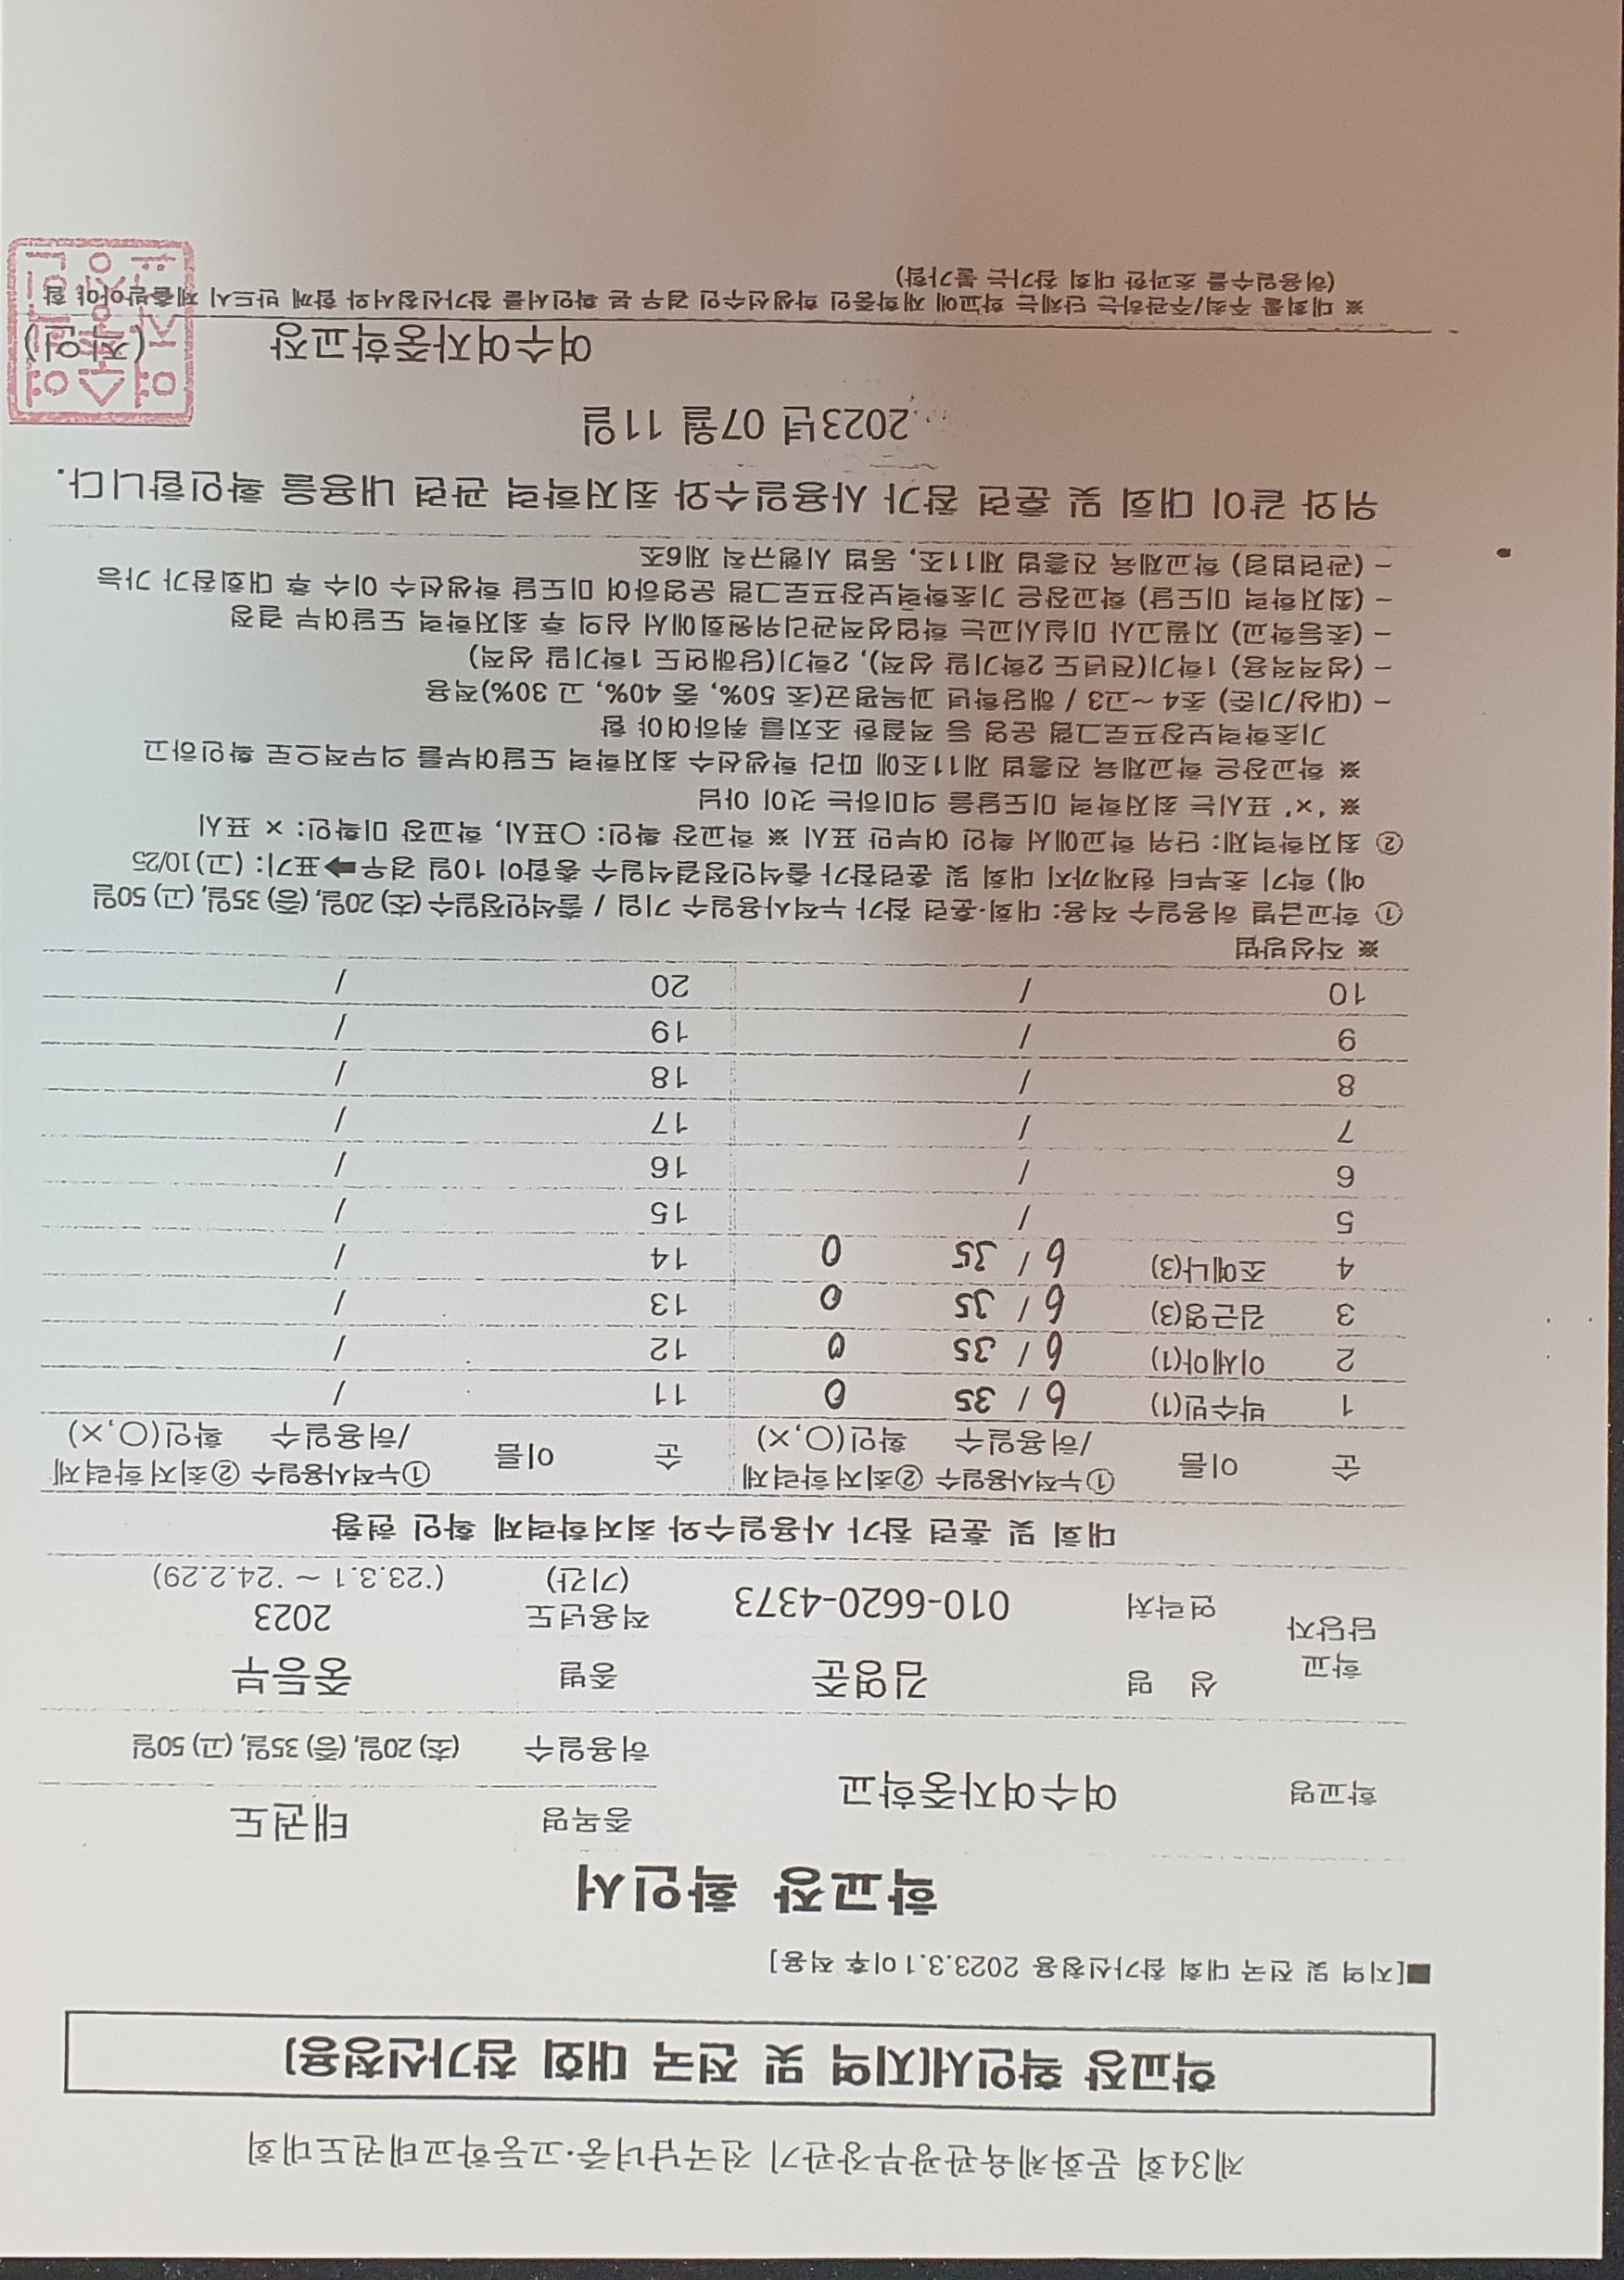 제34회 문화체육관광부장관기 전국남녀중·고등학교태권도대회
학교장 확인서[지역 및 전국 대회 참가신청용]
■[지역 및 전국 대회 참가신청용 2023.3.1이후 적용]
학교장 확인서
학교명 여수여자중학교 종목명 태권도
허용일수 (초) 20일, (중) 35일, (고) 50일
학교 담당자 성 명 김영준 종별 중등부
연락처 010-6620-4373 적용년도 (기간) 2023 ('23.3.1 ~ '24.2.29)
대회 및 훈련 참가 사용일수와 최저학력제 확인 현황
순 이름 ①누적사용일수 /허용일수 ②최저학력제 확인(○,×) 순 이름 ①누적사용일수 /허용일수 ②최저학력제 확인(○,×)
1 박수빈(1) 6 / 35 0 11 /
2 이세아(1) 6 / 35 0 12 /
3 김근영(3) 6 / 35 0 13 /
4 조예나(3) 6 / 35 0 14 /
5 / 15 /
6 / 16 /
7 / 17 /
8 / 18 /
9 / 19 /
10 / 20 /
※ 작성방법
① 학교급별 허용일수 적용: 대회·훈련 참가 누적사용일수 기입 / 출석인정일수 (초) 20일, (중) 35일, (고) 50일
예) 학기 초부터 현재까지 대회 및 훈련참가 출석인정결석일수 총합이 10일 경우➡표기: (고)10/25
② 최저학력제: 단위 학교에서 확인 여부만 표시 ※ 학교장 확인: ○표시, 학교장 미확인: × 표시
※ '×' 표시는 최저학력 미도달을 의미하는 것이 아님
※ 학교장은 학교체육 진흥법 제11조에 따라 학생선수 최저학력 도달여부를 의무적으로 확인하고
기초학력보장프로그램 운영 등 적절한 조치를 취하여야 함
- (대상/기준) 초4 ~고3 / 해당학년 과목평균(초 50%, 중 40%, 고 30%)적용
- (성적적용) 1학기(전년도 2학기말 성적), 2학기(당해연도 1학기말 성적)
- (초등학교) 지필고사 미실시교는 학업성적관리위원회에서 심의 후 최저학력 도달여부 결정
- (최저학력 미도달) 학교장은 기초학력보장프로그램 운영하여 미도달 학생선수 이수 후 대회참가 가능
- (관련법령) 학교체육 진흥법 제11조, 동법 시행규칙 제6조
위와 같이 대회 및 훈련 참가 사용일수와 최저학력 관련 내용을 확인합니다.
2023년 07월 11일
여수여자중학교장 (직인)
※ 대회를 주최/주관하는 단체는 학교에 재학중인 학생선수인 경우 본 확인서를 참가신청서와 함께 반드시 제출받아야 함
(허용일수를 초과한 대회 참가는 불가함)